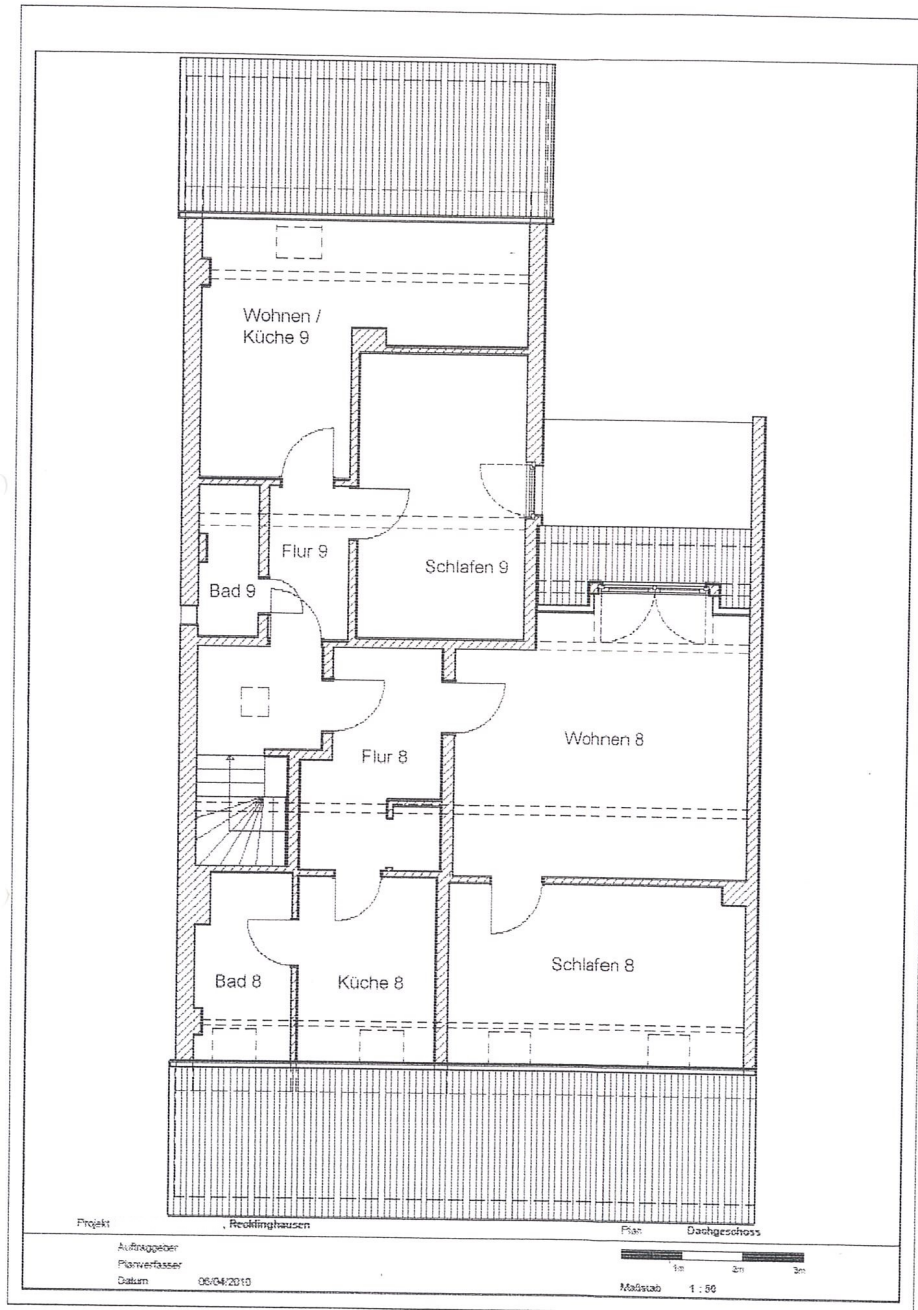 Wohnen /
Küche 9
Flur 9
Schlafen 9
Bad 9
Wohnen 8
Flur 8
Schlafen 8
Bad 8
Küche 8
Projekt , Recklinghausen
Plan Dachgeschoss
Auftraggeber
Planverfasser
1m 2m 3m
Datum 06/04/2010
Maßstab 1 : 50